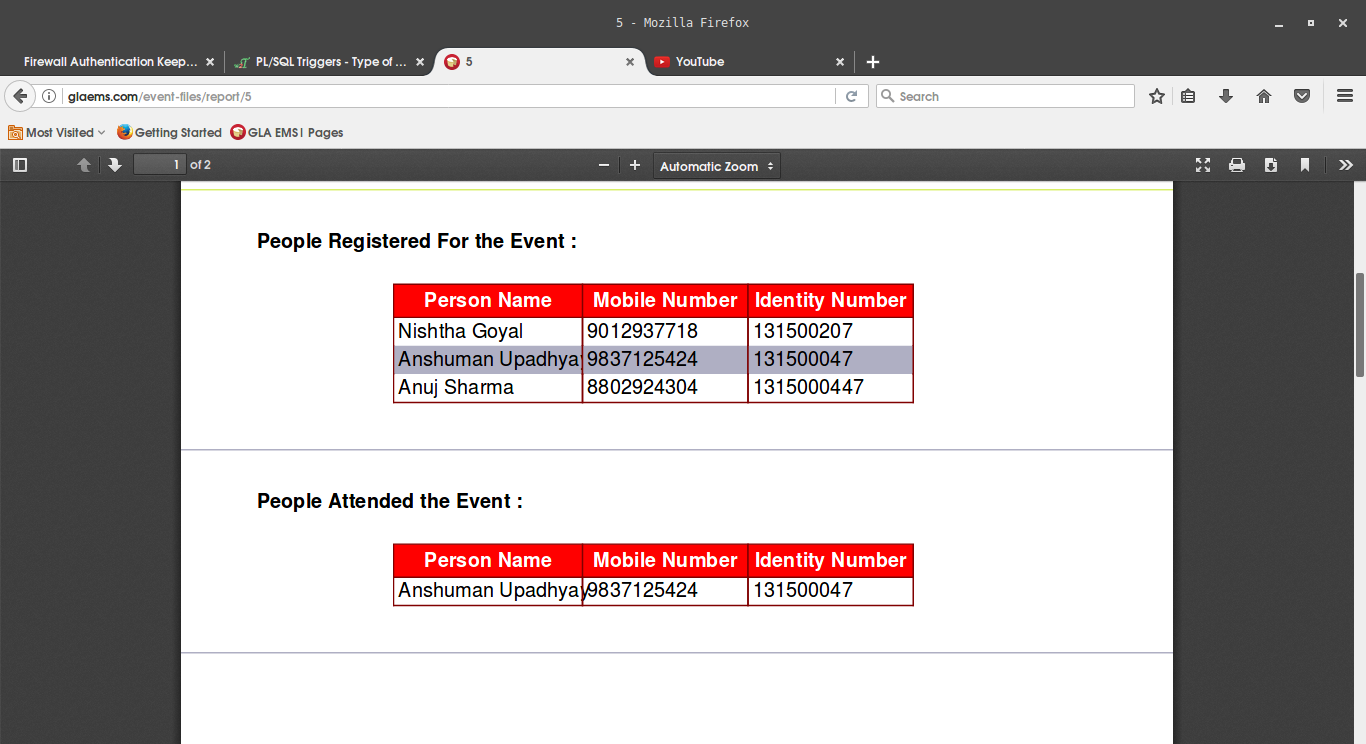 5 - Mozilla Firefox
Firewall Authentication Keep... PL/SQL Triggers - Type of ... 5 YouTube
glaems.com/event-files/report/5 Search
Most Visited Getting Started GLA EMS| Pages
1 of 2 Automatic Zoom
People Registered For the Event :
Person Name Mobile Number Identity Number
Nishtha Goyal 9012937718 131500207
Anshuman Upadhyay 9837125424 131500047
Anuj Sharma 8802924304 1315000447
People Attended the Event :
Person Name Mobile Number Identity Number
Anshuman Upadhyay 9837125424 131500047